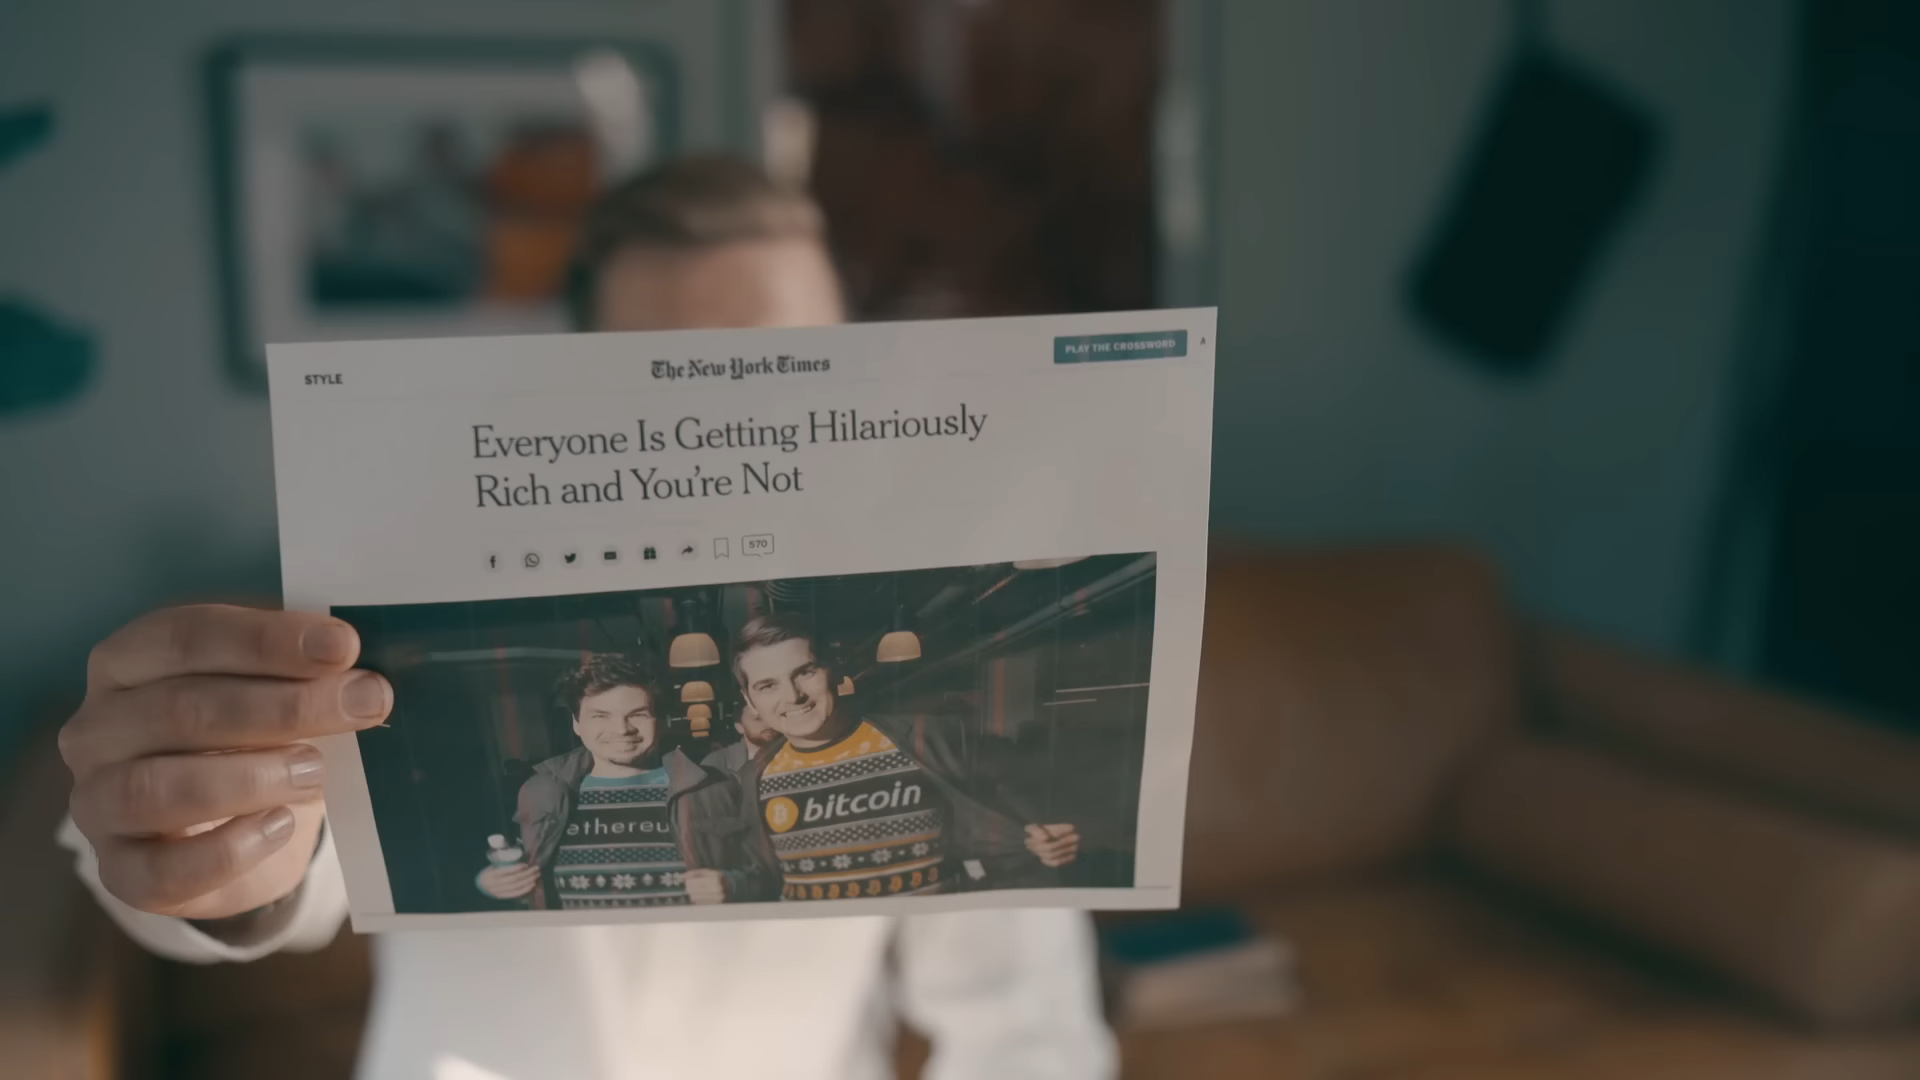 STYLE
The New York Times
PLAY THE CROSSWORD
Everyone Is Getting Hilariously
Rich and You're Not
570
ethereu
bitcoin